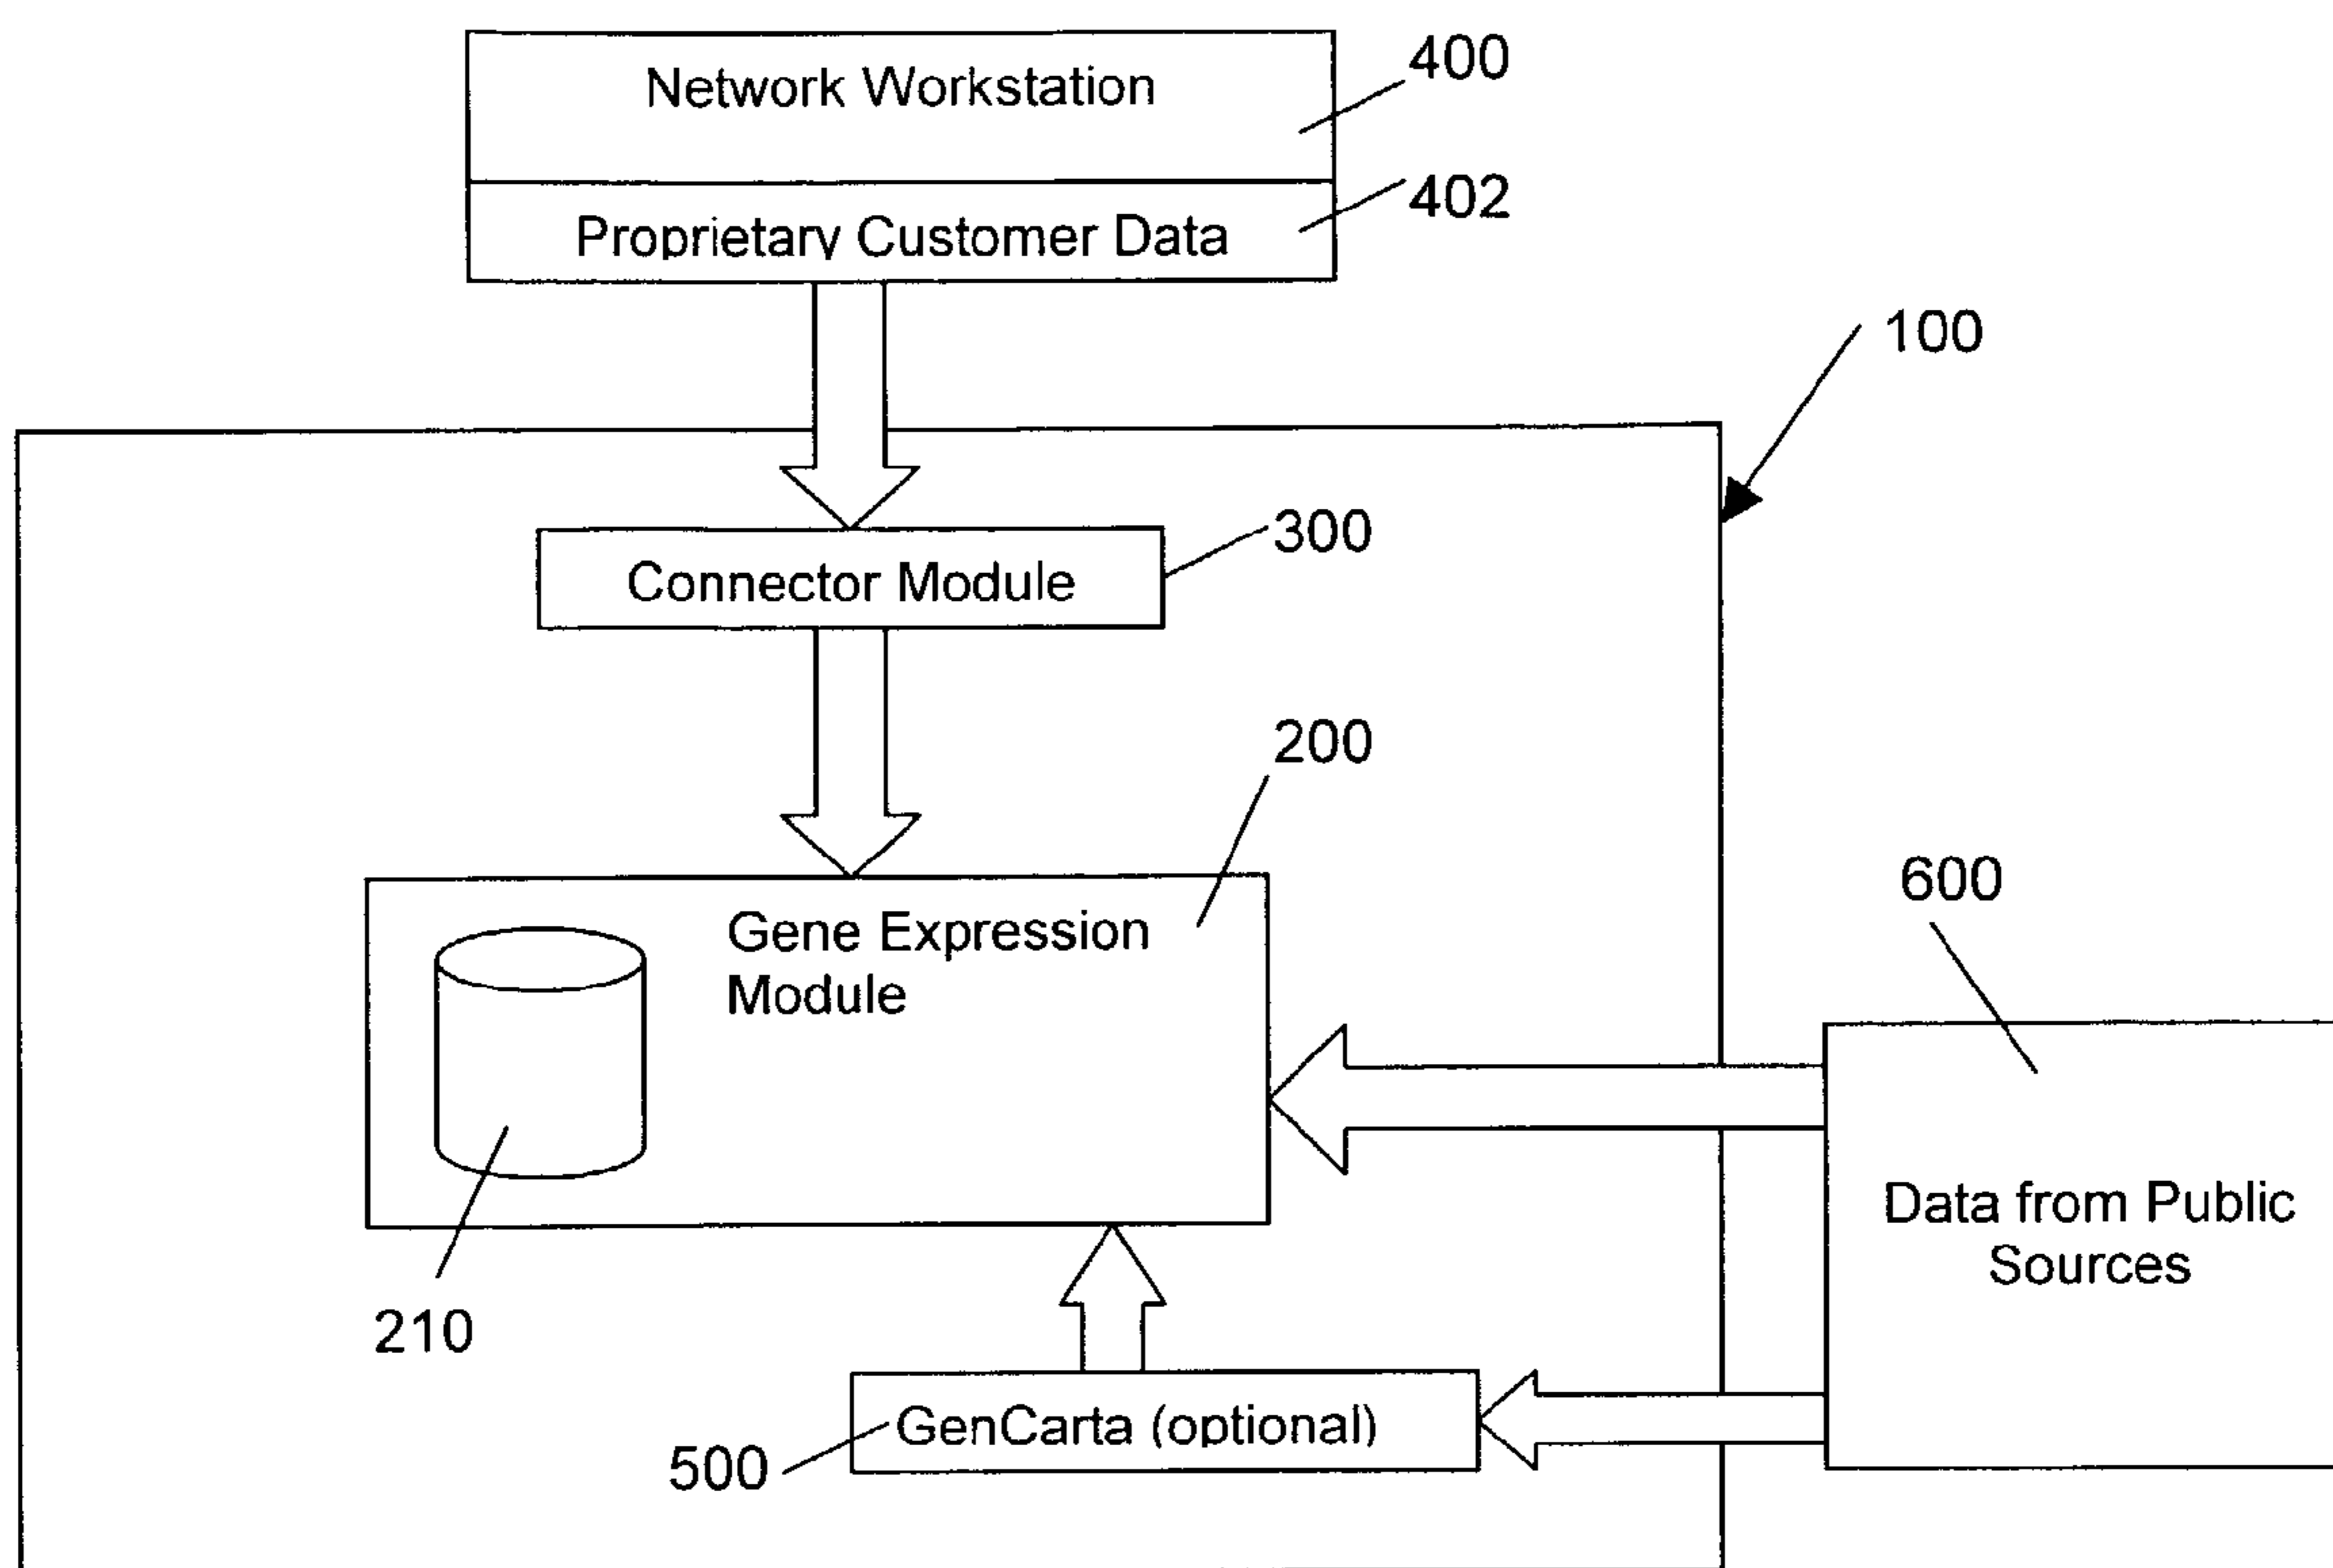 Network Workstation
400
Proprietary Customer Data
402
100
Connector Module
300
200
Gene Expression
Module
600
Data from Public
Sources
210
GenCarta (optional)
500